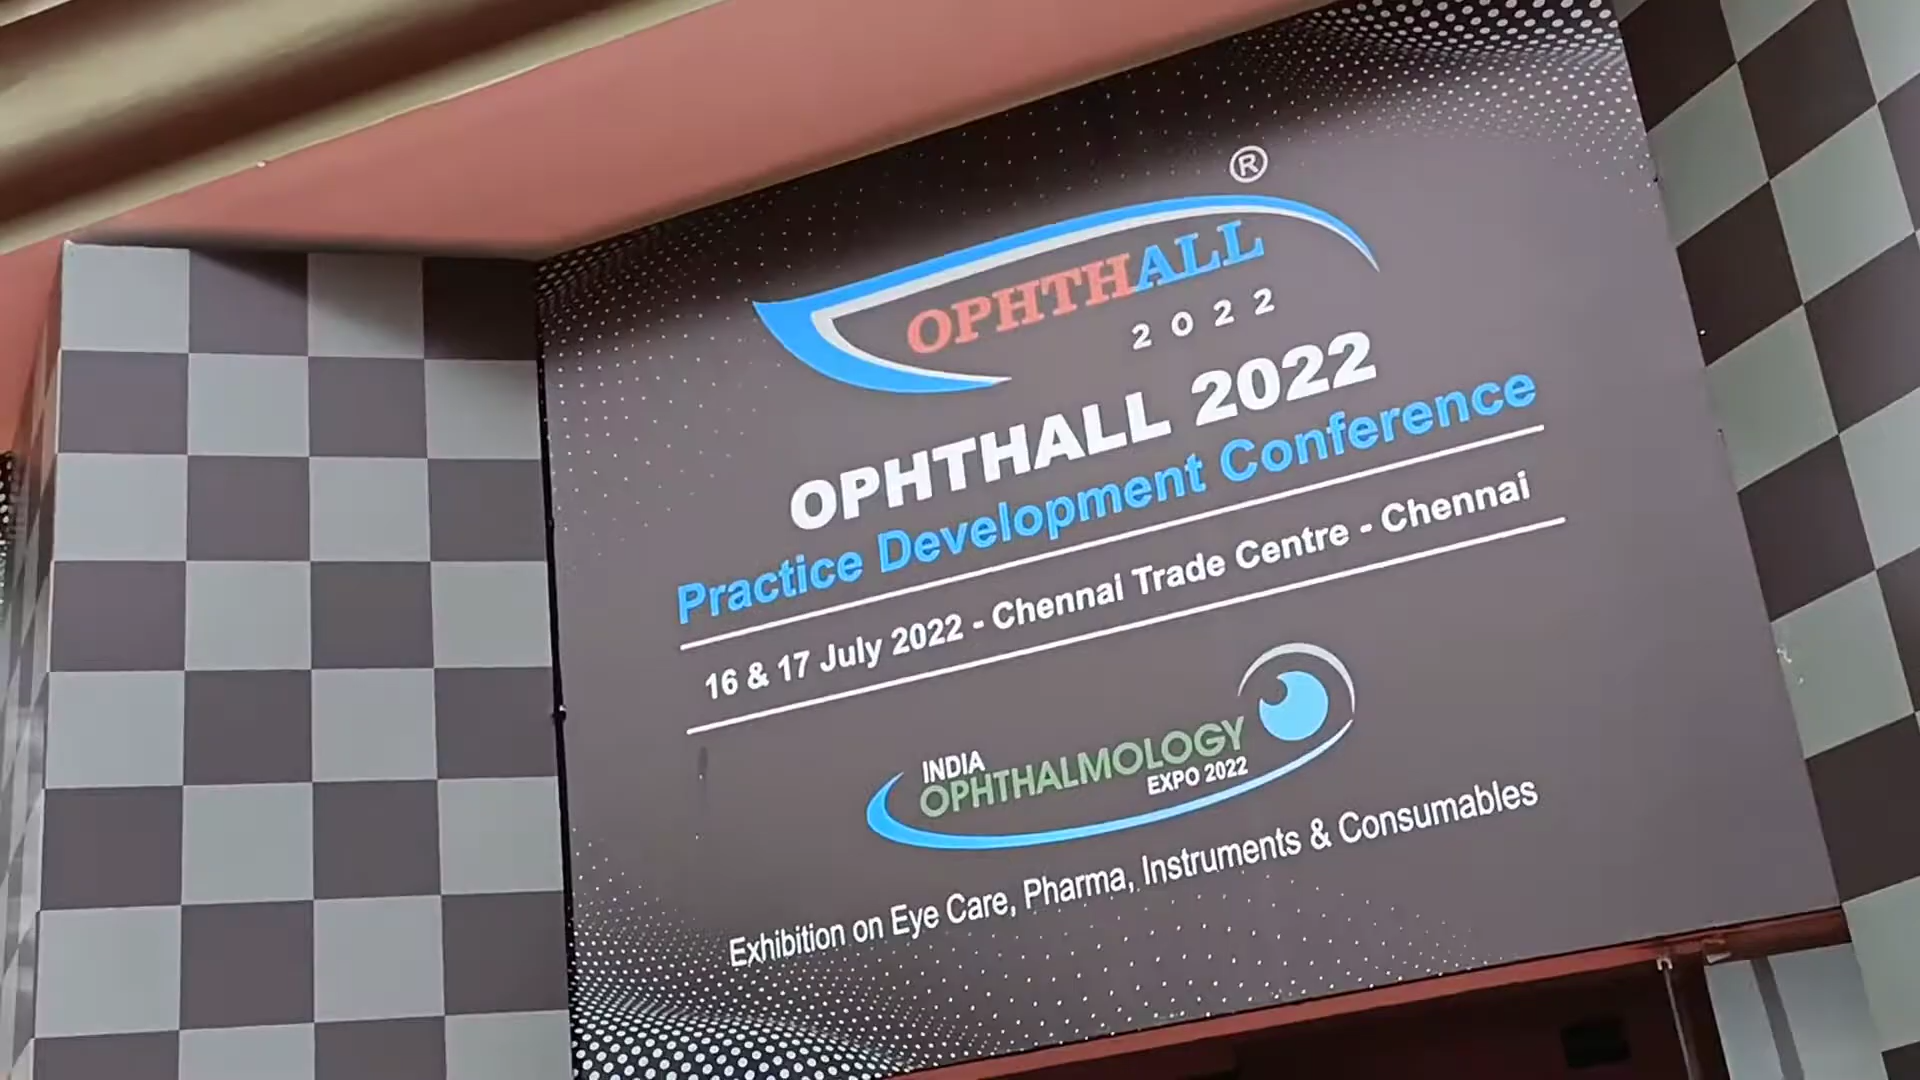 ®
OPHTHALL
2022
OPHTHALL 2022
Practice Development Conference
16 & 17 July 2022 - Chennai Trade Centre - Chennai
INDIA
OPHTHALMOLOGY
EXPO 2022
Exhibition on Eye Care, Pharma, Instruments & Consumables